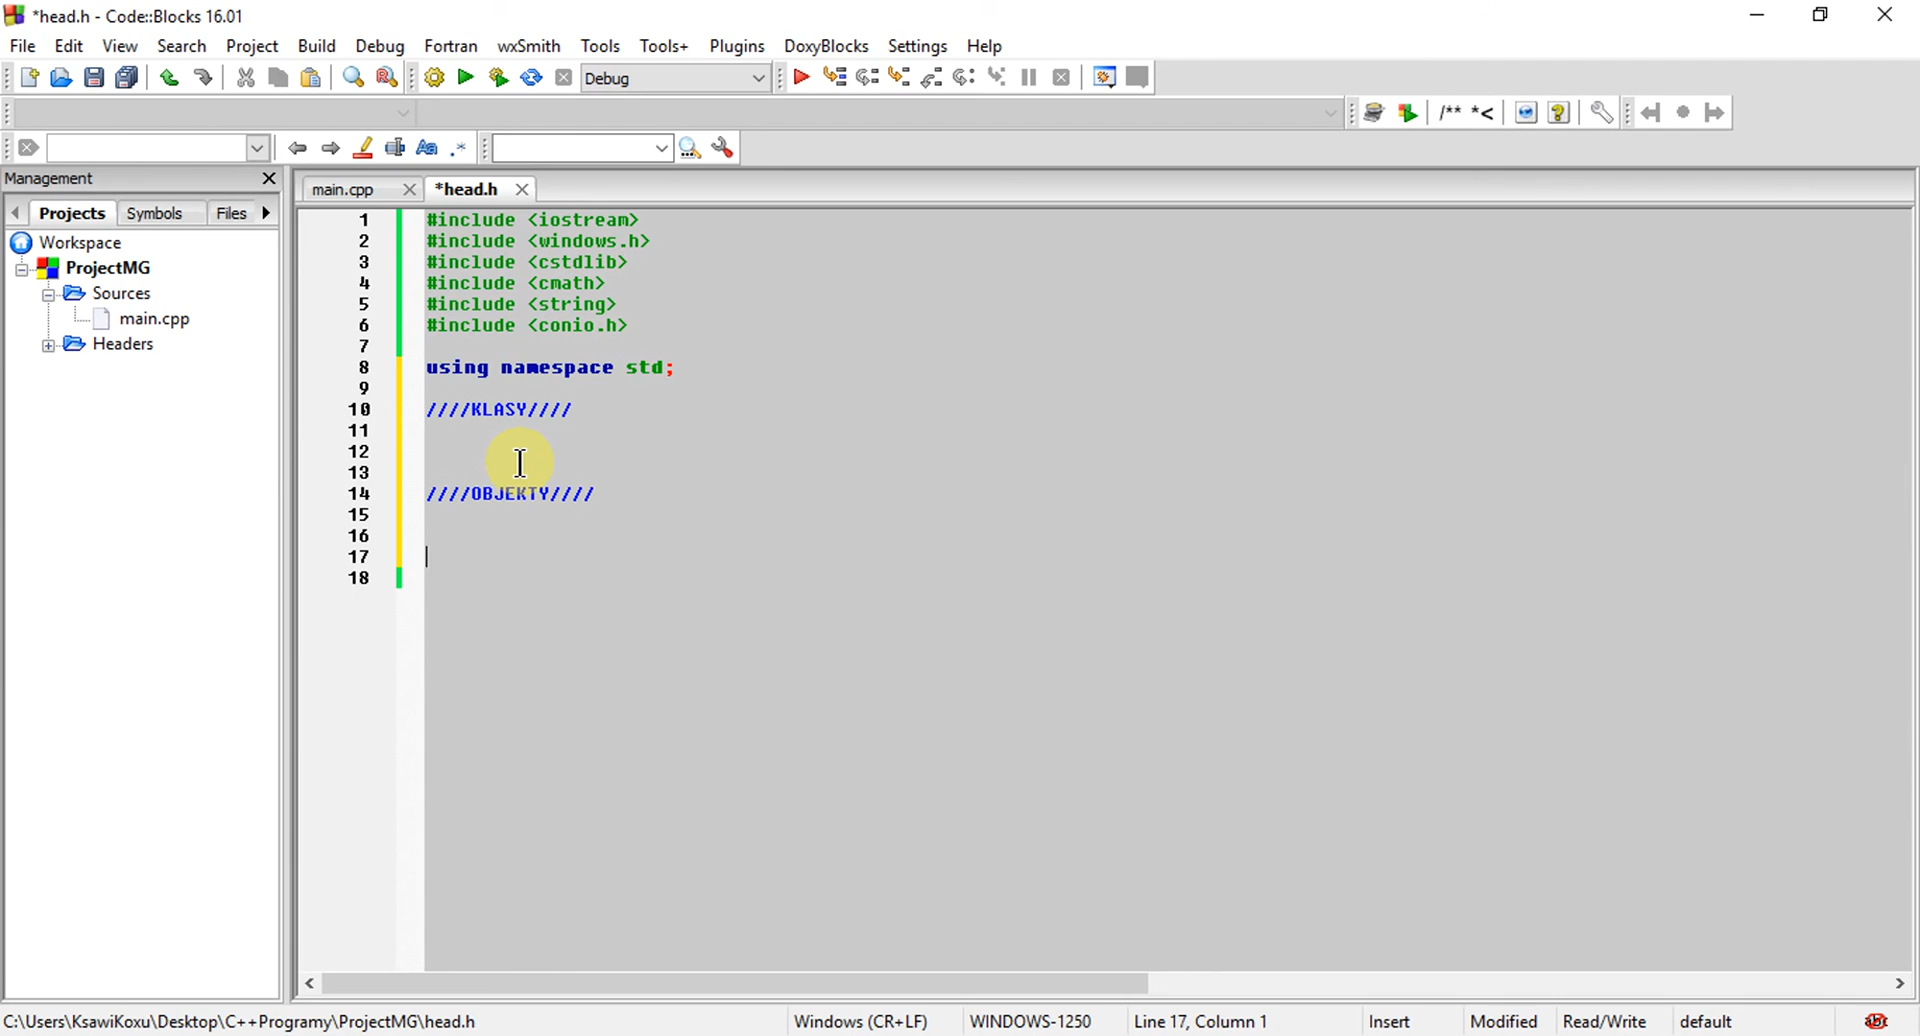 *head.h - Code::Blocks 16.01
File Edit View Search Project Build Debug Fortran wxSmith Tools Tools+ Plugins DoxyBlocks Settings Help
Debug
/** *<
Aa .*
Management
main.cpp *head.h
Projects Symbols Files
Workspace
ProjectMG
Sources
main.cpp
Headers
1 #include <iostream>
2 #include <windows.h>
3 #include <cstdlib>
4 #include <cmath>
5 #include <string>
6 #include <conio.h>
7
8 using namespace std;
9
10 ////KLASY////
11
12
13
14 ////OBJEKTY////
15
16
17
18
C:\Users\KsawiKoxu\Desktop\C++Programy\ProjectMG\head.h Windows (CR+LF) WINDOWS-1250 Line 17, Column 1 Insert Modified Read/Write default abc